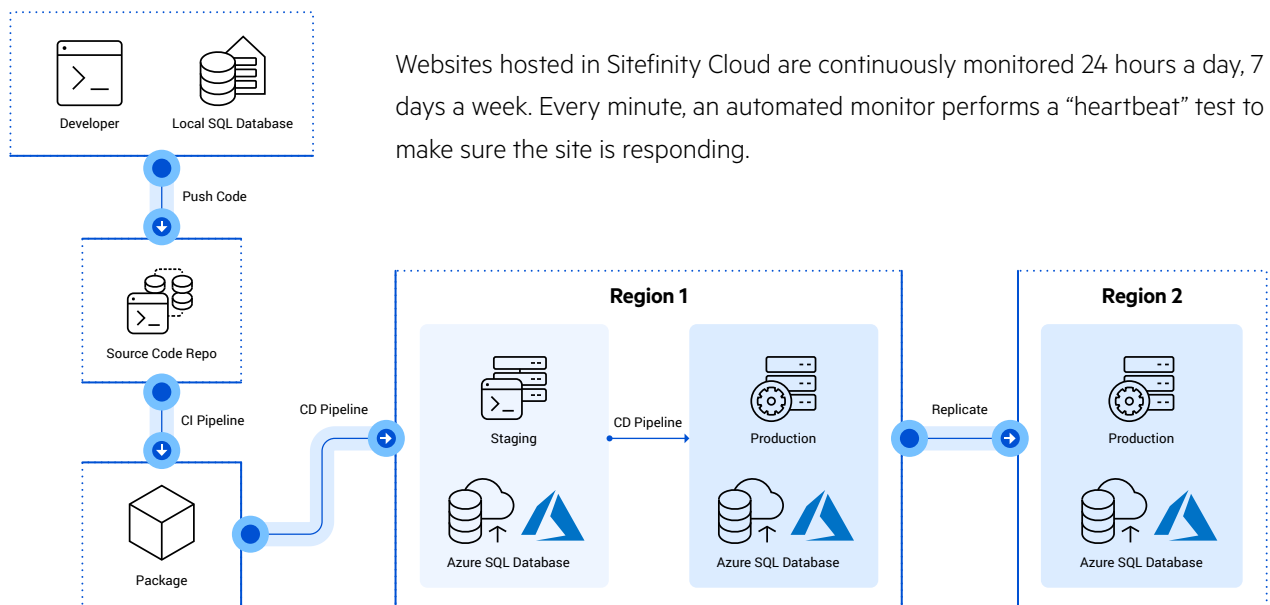 Websites hosted in Sitefinity Cloud are continuously monitored 24 hours a day, 7
days a week. Every minute, an automated monitor performs a “heartbeat” test to
make sure the site is responding.
Developer
Local SQL Database
Push Code
Source Code Repo
CI Pipeline
Package
CD Pipeline
Region 1
Staging
CD Pipeline
Production
Azure SQL Database
Azure SQL Database
Replicate
Region 2
Production
Azure SQL Database